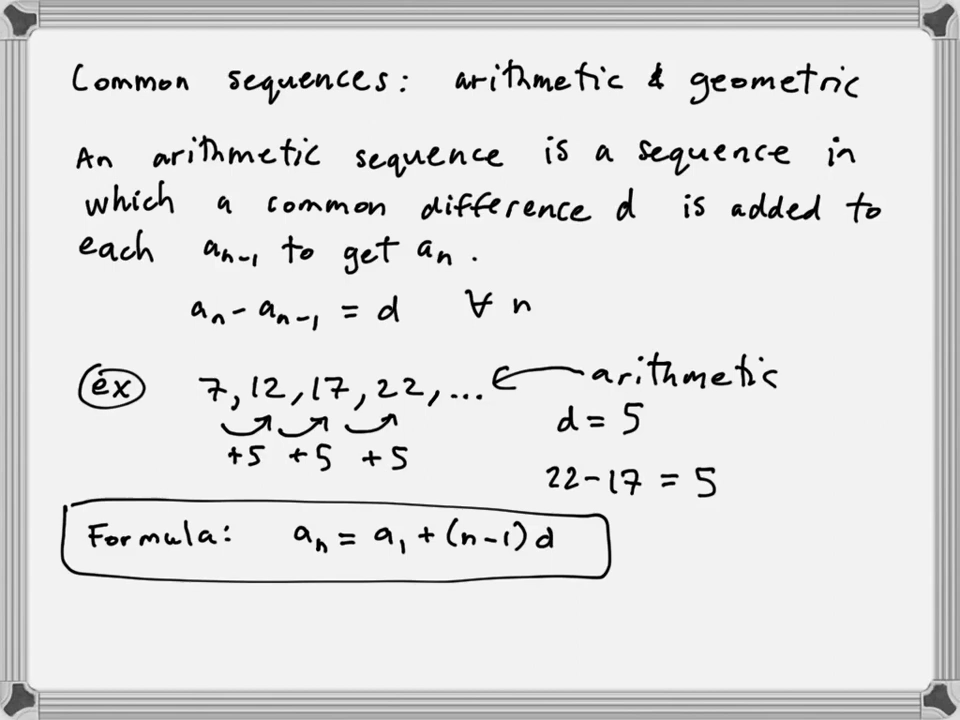 Common sequences: arithmetic & geometric
An arithmetic sequence is a sequence in
which a common difference d is added to
each aₙ₋₁ to get aₙ.
aₙ - aₙ₋₁ = d ∀ n
ex 7, 12, 17, 22, ... ← arithmetic
+5 +5 +5 d = 5
22 - 17 = 5
Formula: aₙ = a₁ + (n-1)d